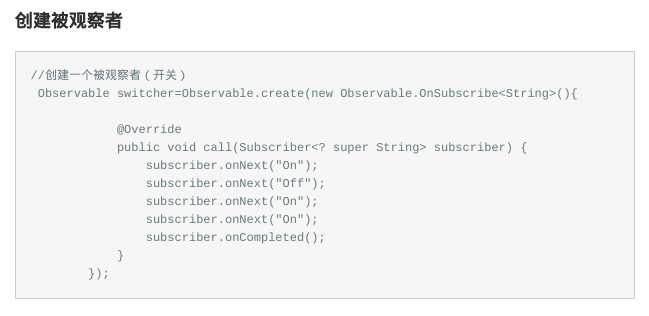 创建被观察者
//创建一个被观察者（开关）
Observable switcher=Observable.create(new Observable.OnSubscribe<String>(){
@Override
public void call(Subscriber<? super String> subscriber) {
subscriber.onNext("On");
subscriber.onNext("Off");
subscriber.onNext("On");
subscriber.onNext("On");
subscriber.onCompleted();
}
});